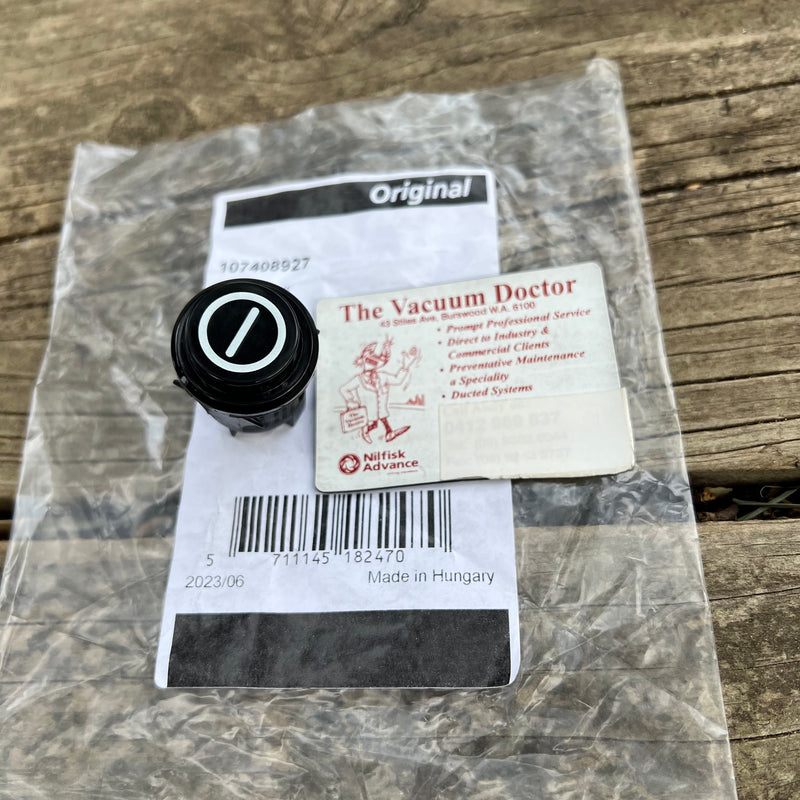 Original
107408927
The Vacuum Doctor
43 Stiles Ave, Burswood W.A. 6100
• Prompt Professional Service
• Direct to Industry &
Commercial Clients
• Preventative Maintenance
a Speciality
• Ducted Systems
Nilfisk
Advance
5 711145 182470
2023/06
Made in Hungary